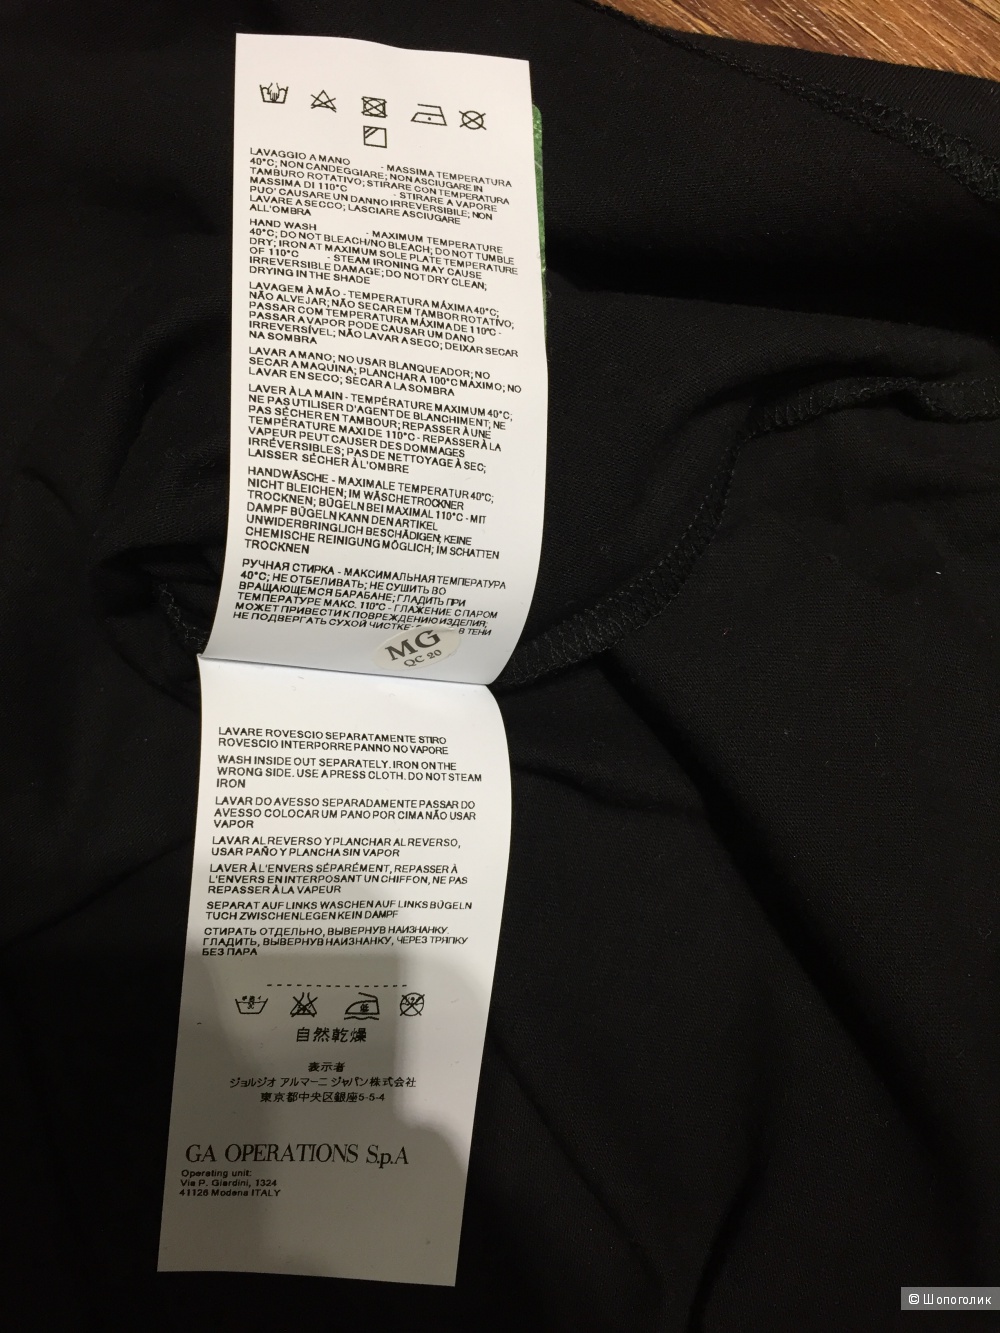 LAVAGGIO A MANO - MASSIMA TEMPERATURA
40°C; NON CANDEGGIARE; NON ASCIUGARE IN
TAMBURO ROTATIVO; STIRARE CON TEMPERATURA
MASSIMA DI 110°C - STIRARE A VAPORE
PUO' CAUSARE UN DANNO IRREVERSIBILE; NON
LAVARE A SECCO; LASCIARE ASCIUGARE
ALL'OMBRA
HAND WASH - MAXIMUM TEMPERATURE
40°C; DO NOT BLEACH/NO BLEACH; DO NOT TUMBLE
DRY; IRON AT MAXIMUM SOLE PLATE TEMPERATURE
OF 110°C - STEAM IRONING MAY CAUSE
IRREVERSIBLE DAMAGE; DO NOT DRY CLEAN;
DRYING IN THE SHADE
LAVAGEM À MÃO - TEMPERATURA MÁXIMA 40°C;
NÃO ALVEJAR; NÃO SECAR EM TAMBOR ROTATIVO;
PASSAR COM TEMPERATURA MÁXIMA DE 110°C -
PASSAR A VAPOR PODE CAUSAR UM DANO
IRREVERSÍVEL; NÃO LAVAR A SECO; DEIXAR SECAR
NA SOMBRA
LAVAR A MANO; NO USAR BLANQUEADOR; NO
SECAR A MAQUINA; PLANCHAR A 100°C MÁXIMO; NO
LAVAR EN SECO; SECAR A LA SOMBRA
LAVER À LA MAIN - TEMPÉRATURE MAXIMUM 40°C;
NE PAS UTILISER D'AGENT DE BLANCHIMENT; NE
PAS SÉCHER EN TAMBOUR; REPASSER À UNE
TEMPÉRATURE MAXI DE 110°C - REPASSER À LA
VAPEUR PEUT CAUSER DES DOMMAGES
IRRÉVERSIBLES; PAS DE NETTOYAGE À SEC;
LAISSER SÉCHER À L'OMBRE
HANDWÄSCHE - MAXIMALE TEMPERATUR 40°C;
NICHT BLEICHEN; IM WÄSCHETROCKNER
TROCKNEN; BÜGELN BEI MAXIMAL 110°C - MIT
DAMPF BÜGELN KANN DEN ARTIKEL
UNWIDERBRINGLICH BESCHÄDIGEN; KEINE
CHEMISCHE REINIGUNG MÖGLICH; IM SCHATTEN
TROCKNEN
РУЧНАЯ СТИРКА - МАКСИМАЛЬНАЯ ТЕМПЕРАТУРА
40°C; НЕ ОТБЕЛИВАТЬ; НЕ СУШИТЬ ВО
ВРАЩАЮЩЕМСЯ БАРАБАНЕ; ГЛАДИТЬ ПРИ
ТЕМПЕРАТУРЕ МАКС. 110°C - ГЛАЖЕНИЕ С ПАРОМ
МОЖЕТ ПРИВЕСТИ К ПОВРЕЖДЕНИЮ ИЗДЕЛИЯ;
НЕ ПОДВЕРГАТЬ СУХОЙ ЧИСТКЕ; В ТЕНИ
MG
QC 20
LAVARE ROVESCIO SEPARATAMENTE STIRO
ROVESCIO INTERPORRE PANNO NO VAPORE
WASH INSIDE OUT SEPARATELY. IRON ON THE
WRONG SIDE. USE A PRESS CLOTH. DO NOT STEAM
IRON
LAVAR DO AVESSO SEPARADAMENTE PASSAR DO
AVESSO COLOCAR UM PANO POR CIMA NÃO USAR
VAPOR
LAVAR AL REVERSO Y PLANCHAR AL REVERSO,
USAR PAÑO Y PLANCHA SIN VAPOR
LAVER À L'ENVERS SÉPARÉMENT, REPASSER À
L'ENVERS EN INTERPOSANT UN CHIFFON, NE PAS
REPASSER À LA VAPEUR
SEPARAT AUF LINKS WASCHEN AUF LINKS BÜGELN
TUCH ZWISCHENLEGEN KEIN DAMPF
СТИРАТЬ ОТДЕЛЬНО, ВЫВЕРНУВ НАИЗНАНКУ.
ГЛАДИТЬ, ВЫВЕРНУВ НАИЗНАНКУ, ЧЕРЕЗ ТРЯПКУ
БЕЗ ПАРА
自然乾燥
表示者
ジョルジオ アルマーニ ジャパン株式会社
東京都中央区銀座5-5-4
GA OPERATIONS S.p.A
Operating unit:
Via P. Giardini, 1324
41126 Modena ITALY
© Шопоголик